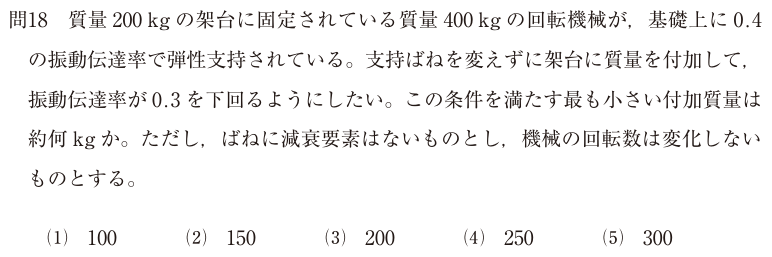 問18 質量 200 kg の架台に固定されている質量 400 kg の回転機械が，基礎上に 0.4
の振動伝達率で弾性支持されている。支持ばねを変えずに架台に質量を付加して，
振動伝達率が 0.3 を下回るようにしたい。この条件を満たす最も小さい付加質量は
約何 kg か。ただし，ばねに減衰要素はないものとし，機械の回転数は変化しない
ものとする。
(1) 100 (2) 150 (3) 200 (4) 250 (5) 300